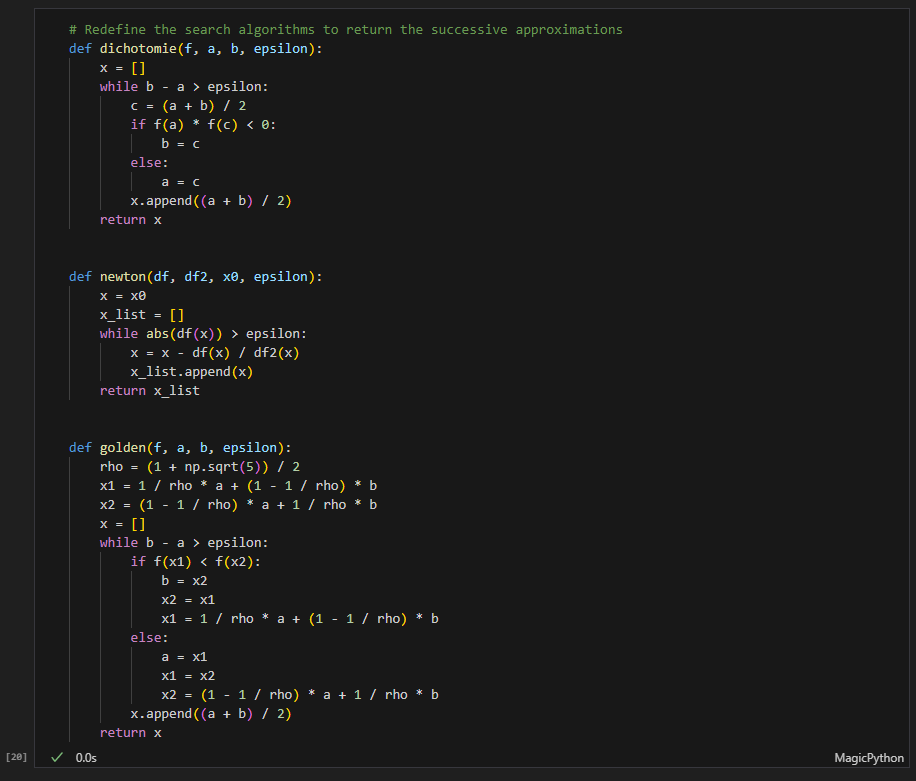 # Redefine the search algorithms to return the successive approximations
def dichotomie(f, a, b, epsilon):
    x = []
    while b - a > epsilon:
        c = (a + b) / 2
        if f(a) * f(c) < 0:
            b = c
        else:
            a = c
        x.append((a + b) / 2)
    return x
def newton(df, df2, x0, epsilon):
    x = x0
    x_list = []
    while abs(df(x)) > epsilon:
        x = x - df(x) / df2(x)
        x_list.append(x)
    return x_list
def golden(f, a, b, epsilon):
    rho = (1 + np.sqrt(5)) / 2
    x1 = 1 / rho * a + (1 - 1 / rho) * b
    x2 = (1 - 1 / rho) * a + 1 / rho * b
    x = []
    while b - a > epsilon:
        if f(x1) < f(x2):
            b = x2
            x2 = x1
            x1 = 1 / rho * a + (1 - 1 / rho) * b
        else:
            a = x1
            x1 = x2
            x2 = (1 - 1 / rho) * a + 1 / rho * b
        x.append((a + b) / 2)
    return x
[20] ✓ 0.0s MagicPython